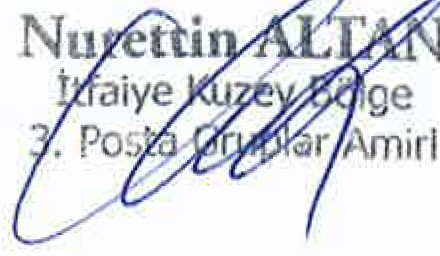 Nurettin ALTAN
İtfaiye Kuzey Bölge
3. Posta Gruplar Amiri